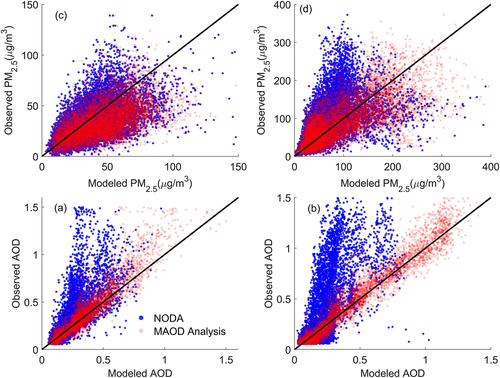 (c)
Observed PM2.5(µg/m³)
150
100
50
0
0 50 100 150
Modeled PM2.5(µg/m³)
(d)
Observed PM2.5(µg/m³)
400
300
200
100
0
0 100 200 300 400
Modeled PM2.5(µg/m³)
(a)
Observed AOD
1.5
1
0.5
0
0 0.5 1 1.5
Modeled AOD
NODA
MAOD Analysis
(b)
Observed AOD
1.5
1
0.5
0
0 0.5 1 1.5
Modeled AOD